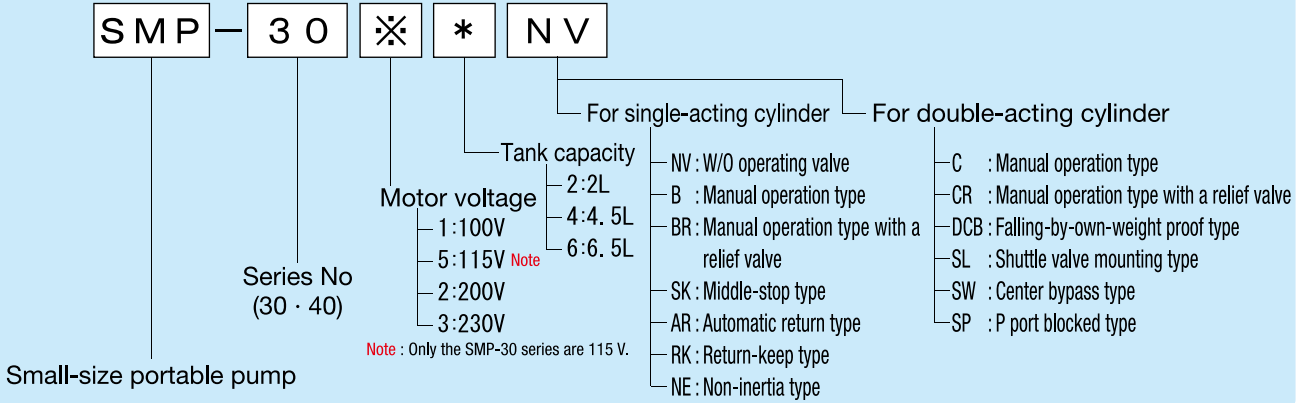 SMP-30※*NV
For single-acting cylinder
NV : W/O operating valve
B : Manual operation type
BR : Manual operation type with a
relief valve
SK : Middle-stop type
AR : Automatic return type
RK : Return-keep type
NE : Non-inertia type
For double-acting cylinder
C : Manual operation type
CR : Manual operation type with a relief valve
DCB : Falling-by-own-weight proof type
SL : Shuttle valve mounting type
SW : Center bypass type
SP : P port blocked type
Tank capacity
2:2L
4:4.5L
6:6.5L
Motor voltage
1:100V
5:115V Note
2:200V
3:230V
Note : Only the SMP-30 series are 115 V.
Series No
(30 · 40)
Small-size portable pump